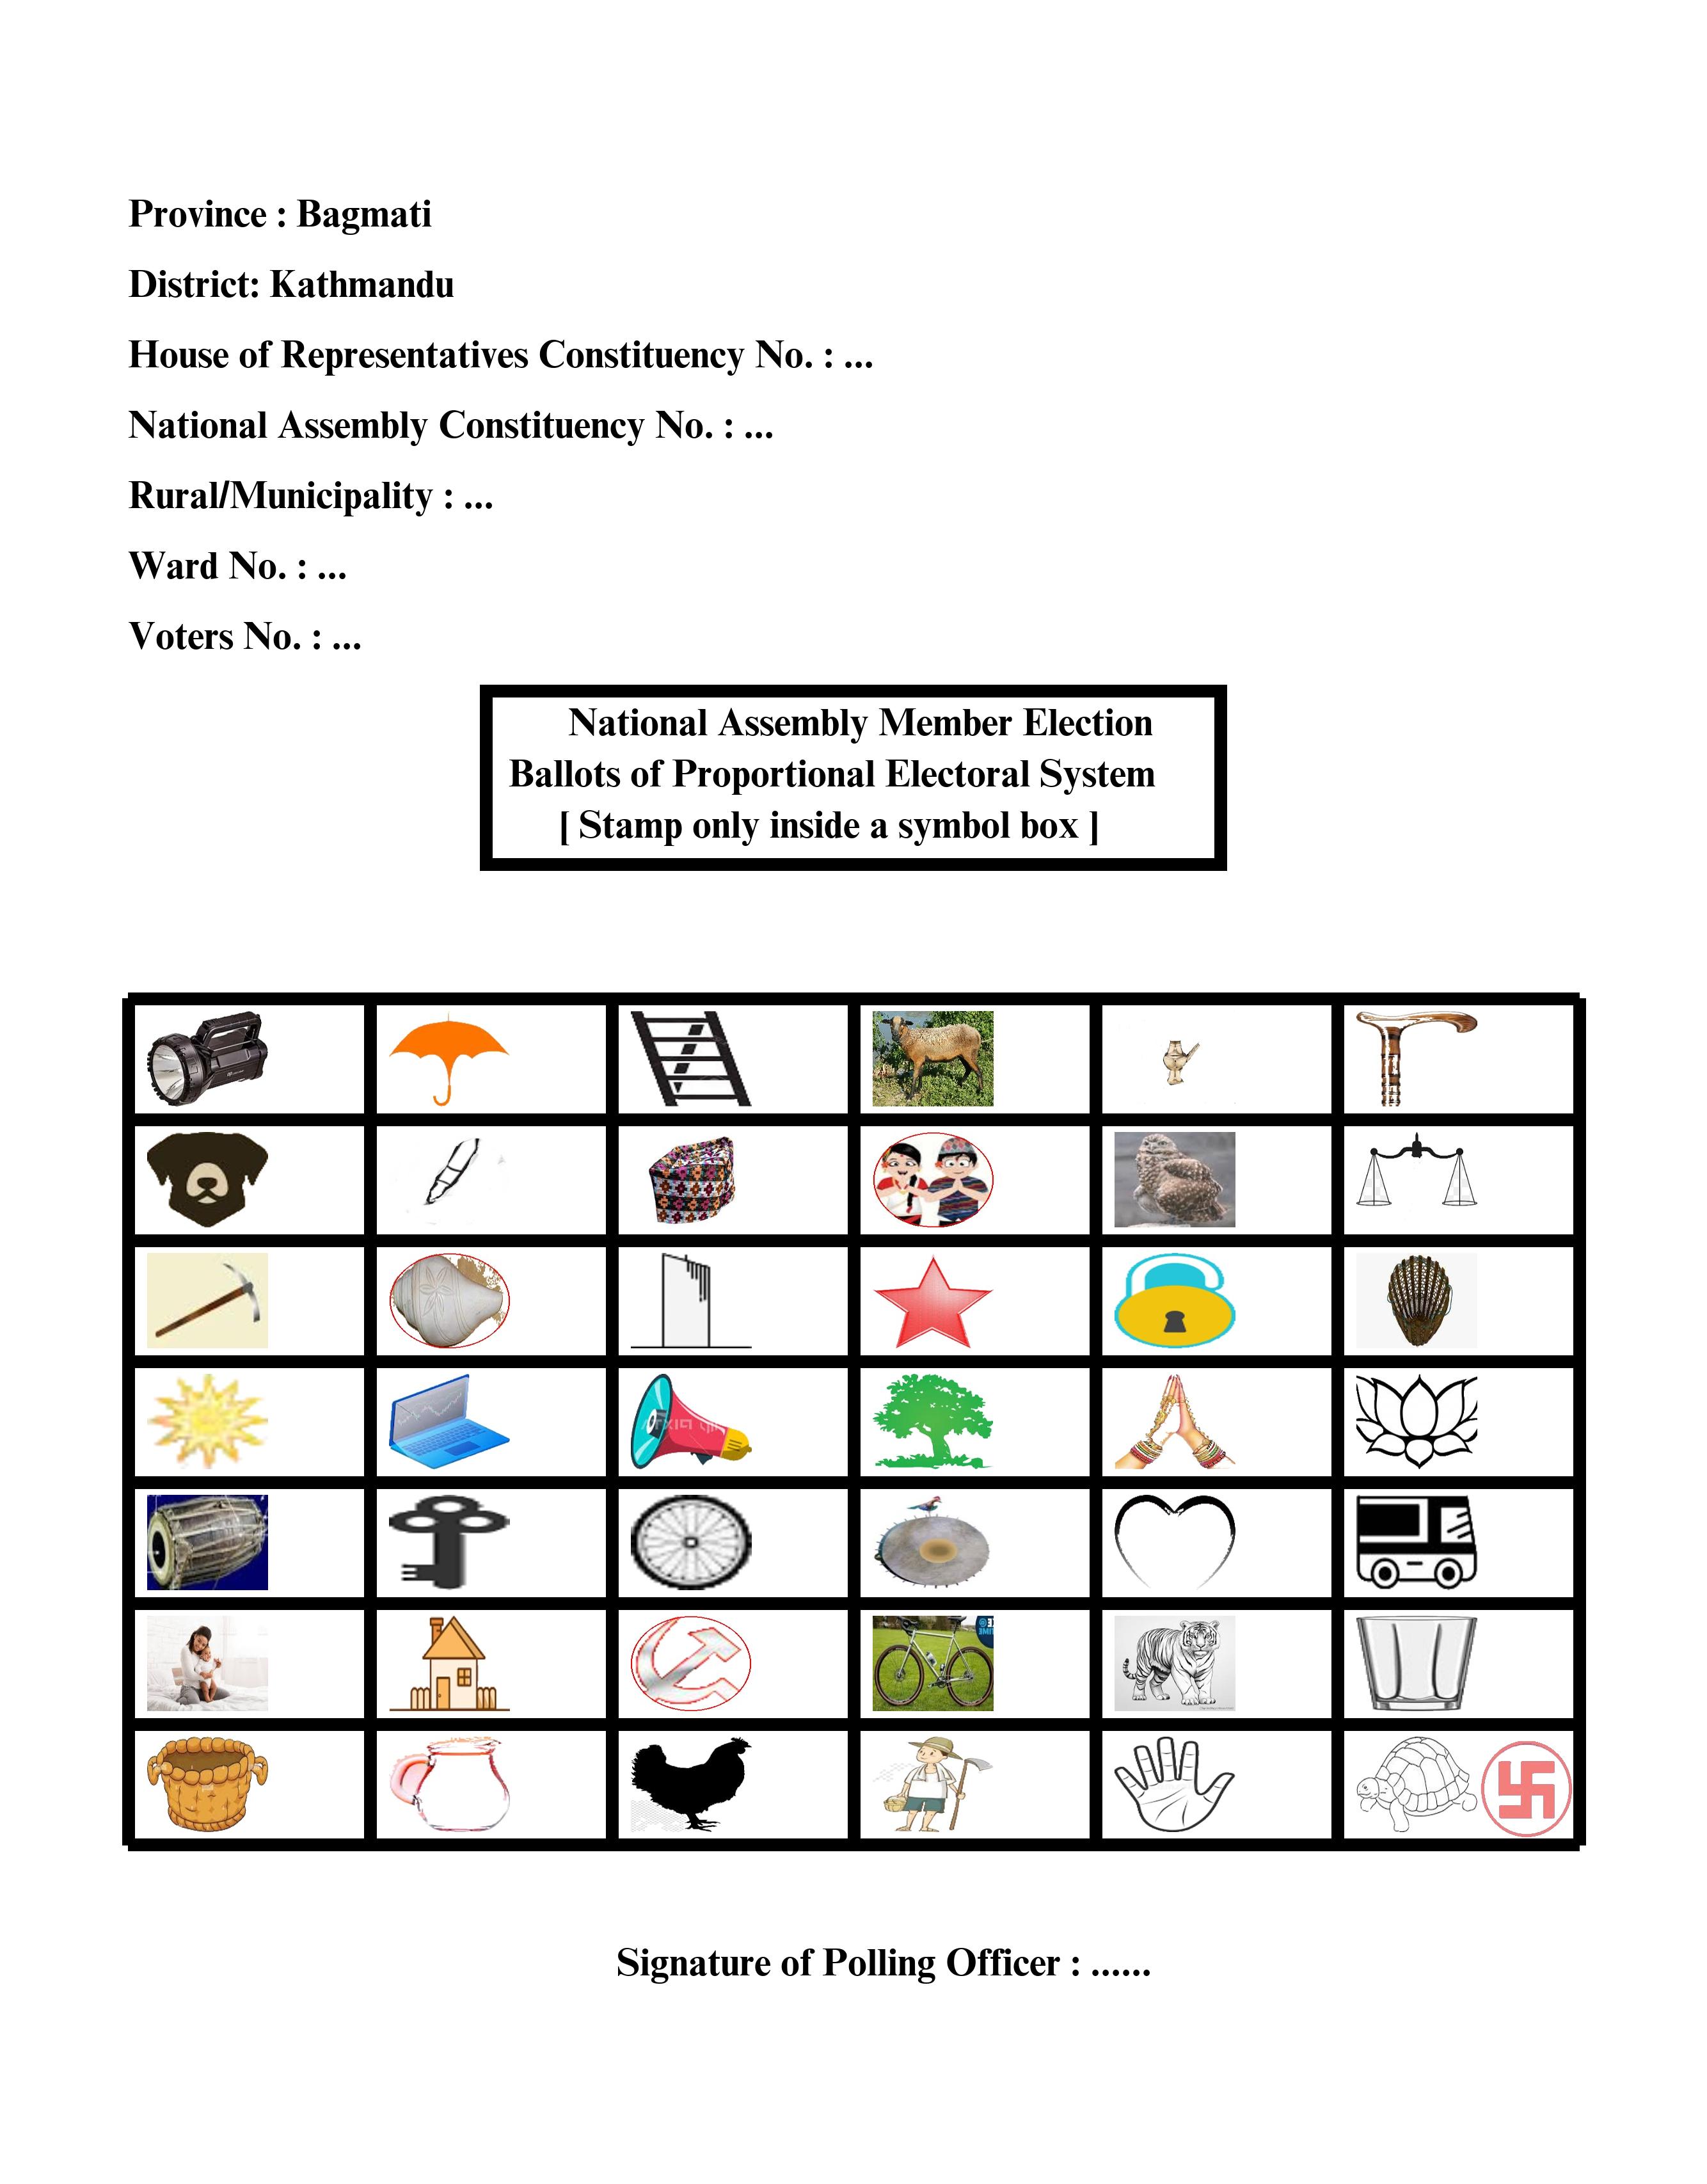 Province : Bagmati
District: Kathmandu
House of Representatives Constituency No. : ...
National Assembly Constituency No. : ...
Rural/Municipality : ...
Ward No. : ...
Voters No. : ...
National Assembly Member Election
Ballots of Proportional Electoral System
[ Stamp only inside a symbol box ]
Signature of Polling Officer : ......